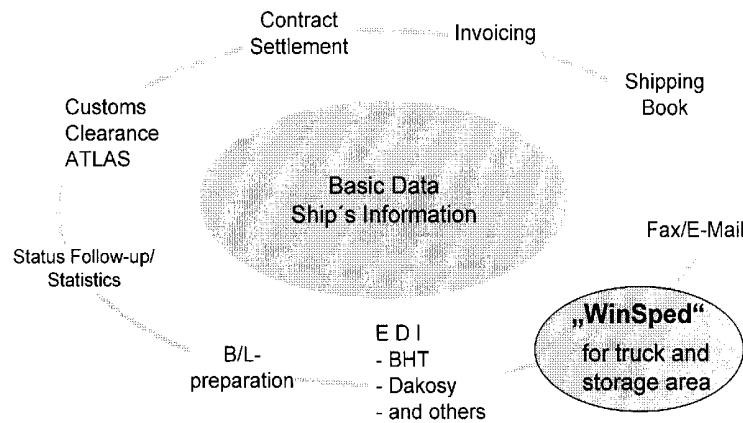 Contract
Settlement
Invoicing
Shipping
Book
Customs
Clearance
ATLAS
Basic Data
Ship´s Information
Fax/E-Mail
Status Follow-up/
Statistics
„WinSped“
for truck and
storage area
E D I
- BHT
- Dakosy
- and others
B/L-
preparation